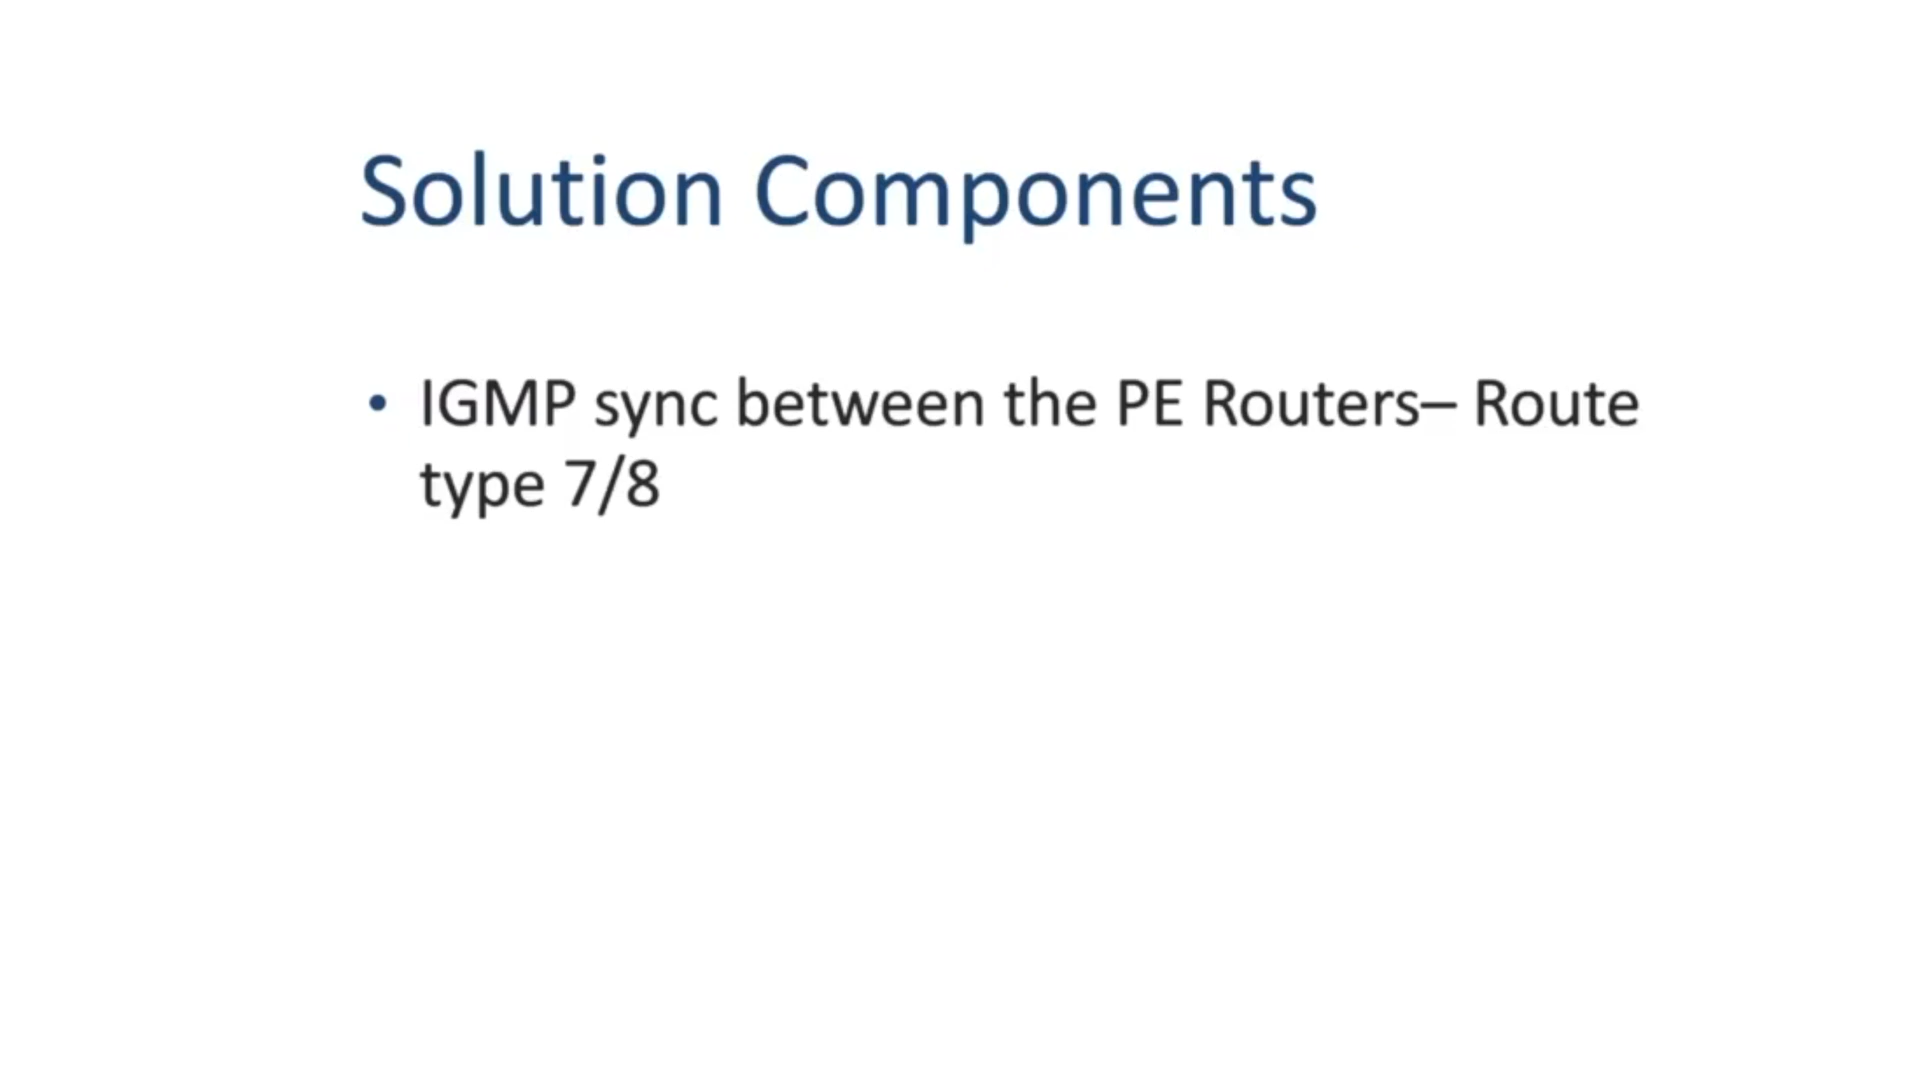 Solution Components
• IGMP sync between the PE Routers– Route
type 7/8